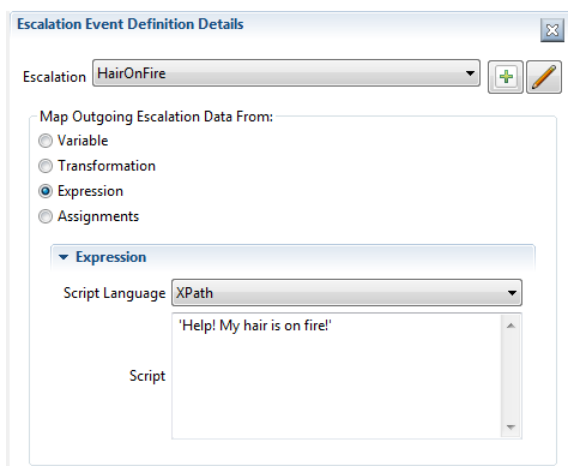 Escalation Event Definition Details
Escalation HairOnFire
Map Outgoing Escalation Data From:
Variable
Transformation
Expression
Assignments
Expression
Script Language XPath
'Help! My hair is on fire!'
Script